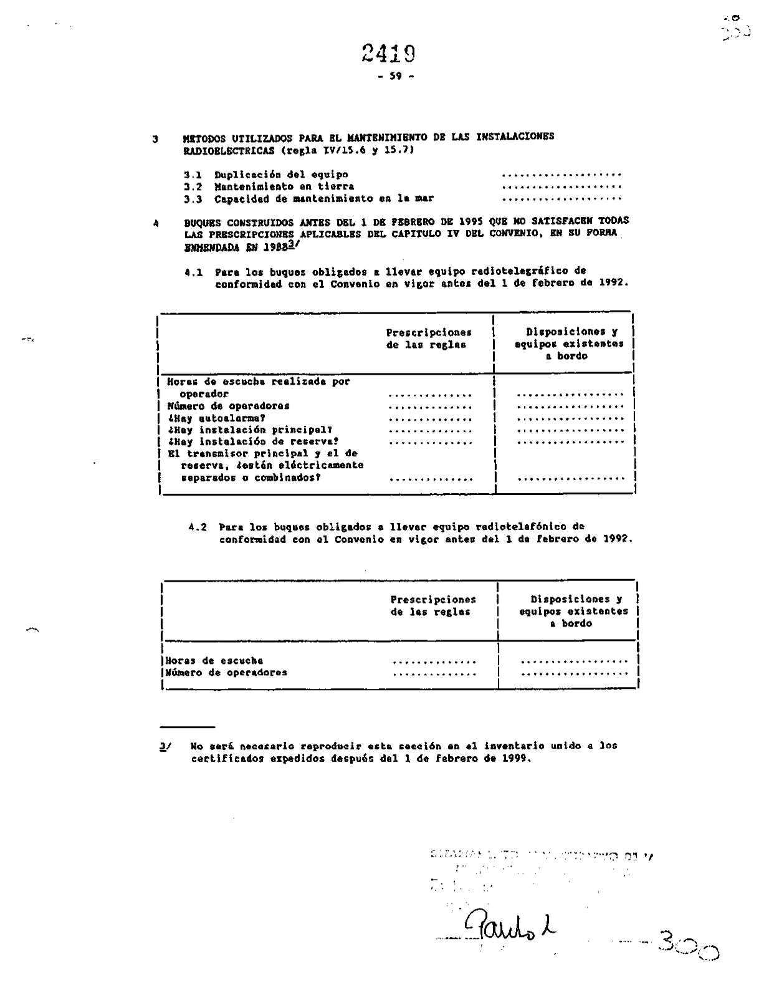 2419
- 59 -
3 METODOS UTILIZADOS PARA EL MANTENIMIENTO DE LAS INSTALACIONES
RADIOELECTRICAS (regla IV/15.6 y 15.7)
3.1 Duplicación del equipo ....................
3.2 Mantenimiento en tierra ....................
3.3 Capacidad de mantenimiento en la mar ....................
4 BUQUES CONSTRUIDOS ANTES DEL 1 DE FEBRERO DE 1995 QUE NO SATISFACEN TODAS
LAS PRESCRIPCIONES APLICABLES DEL CAPITULO IV DEL CONVENIO, EN SU FORMA
ENMENDADA EN 1988 3/
4.1 Para los buques obligados a llevar equipo radiotelegráfico de
conformidad con el Convenio en vigor antes del 1 de febrero de 1992.
Prescripciones Disposiciones y
de las reglas equipos existentes
a bordo
Horas de escucha realizada por
operador .............. ..................
Número de operadores .............. ..................
¿Hay autoalarma? .............. ..................
¿Hay instalación principal? .............. ..................
¿Hay instalación de reserva? .............. ..................
El transmisor principal y el de
reserva, ¿están eléctricamente
separados o combinados? .............. ..................
4.2 Para los buques obligados a llevar equipo radiotelefónico de
conformidad con el Convenio en vigor antes del 1 de febrero de 1992.
Prescripciones Disposiciones y
de las reglas equipos existentes
a bordo
Horas de escucha .............. ..................
Número de operadores .............. ..................
3/ No será necesario reproducir esta sección en el inventario unido a los
certificados expedidos después del 1 de febrero de 1999.
300